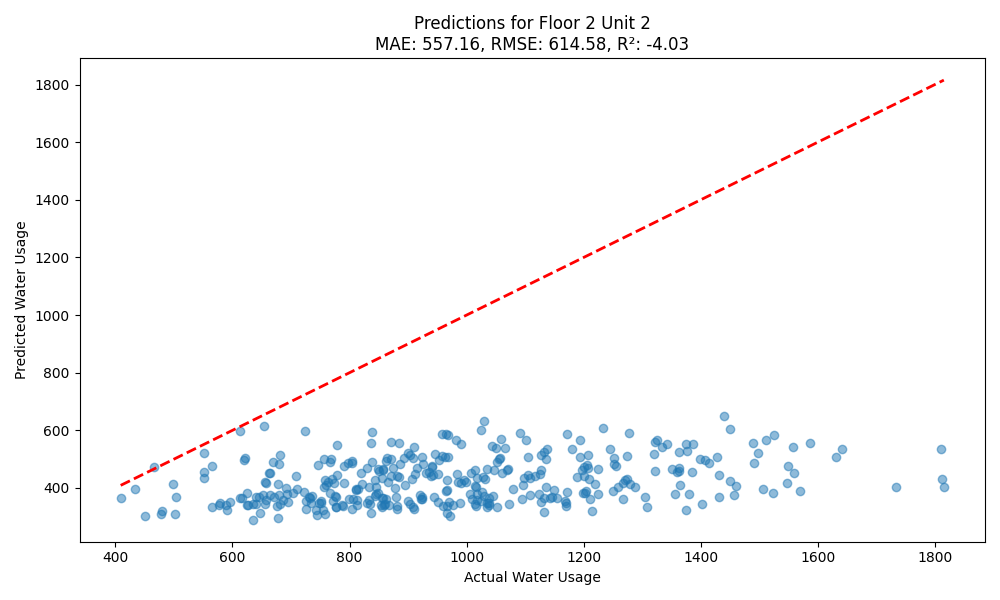 Predictions for Floor 2 Unit 2
MAE: 557.16, RMSE: 614.58, R²: -4.03
Predicted Water Usage
1800
1600
1400
1200
1000
800
600
400
400 600 800 1000 1200 1400 1600 1800
Actual Water Usage